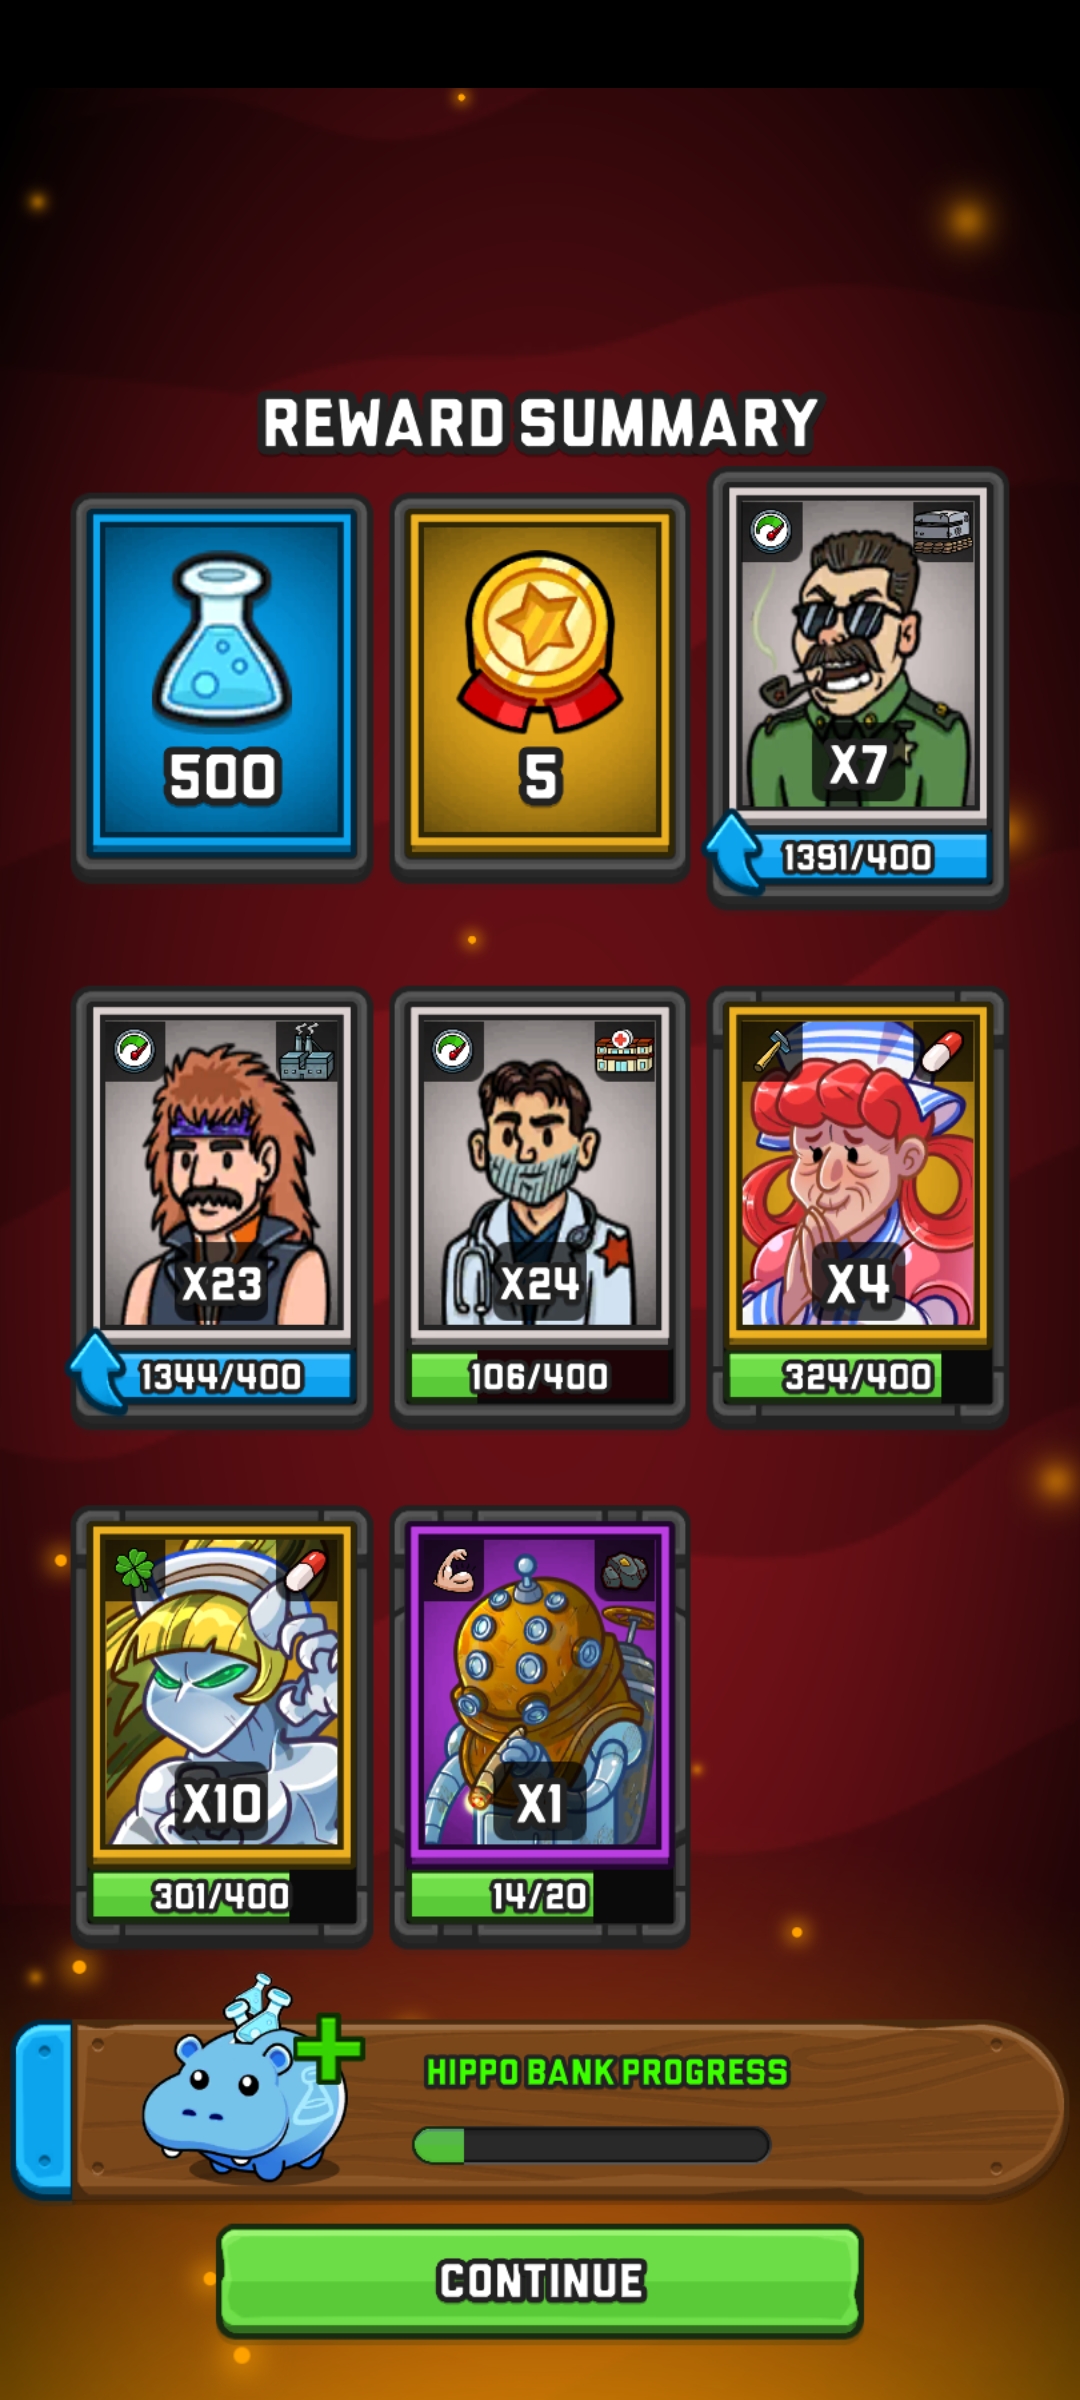 REWARD SUMMARY
500
5
X7
1391/400
X23
1344/400
X24
106/400
X4
324/400
X10
301/400
X1
14/20
HIPPO BANK PROGRESS
CONTINUE